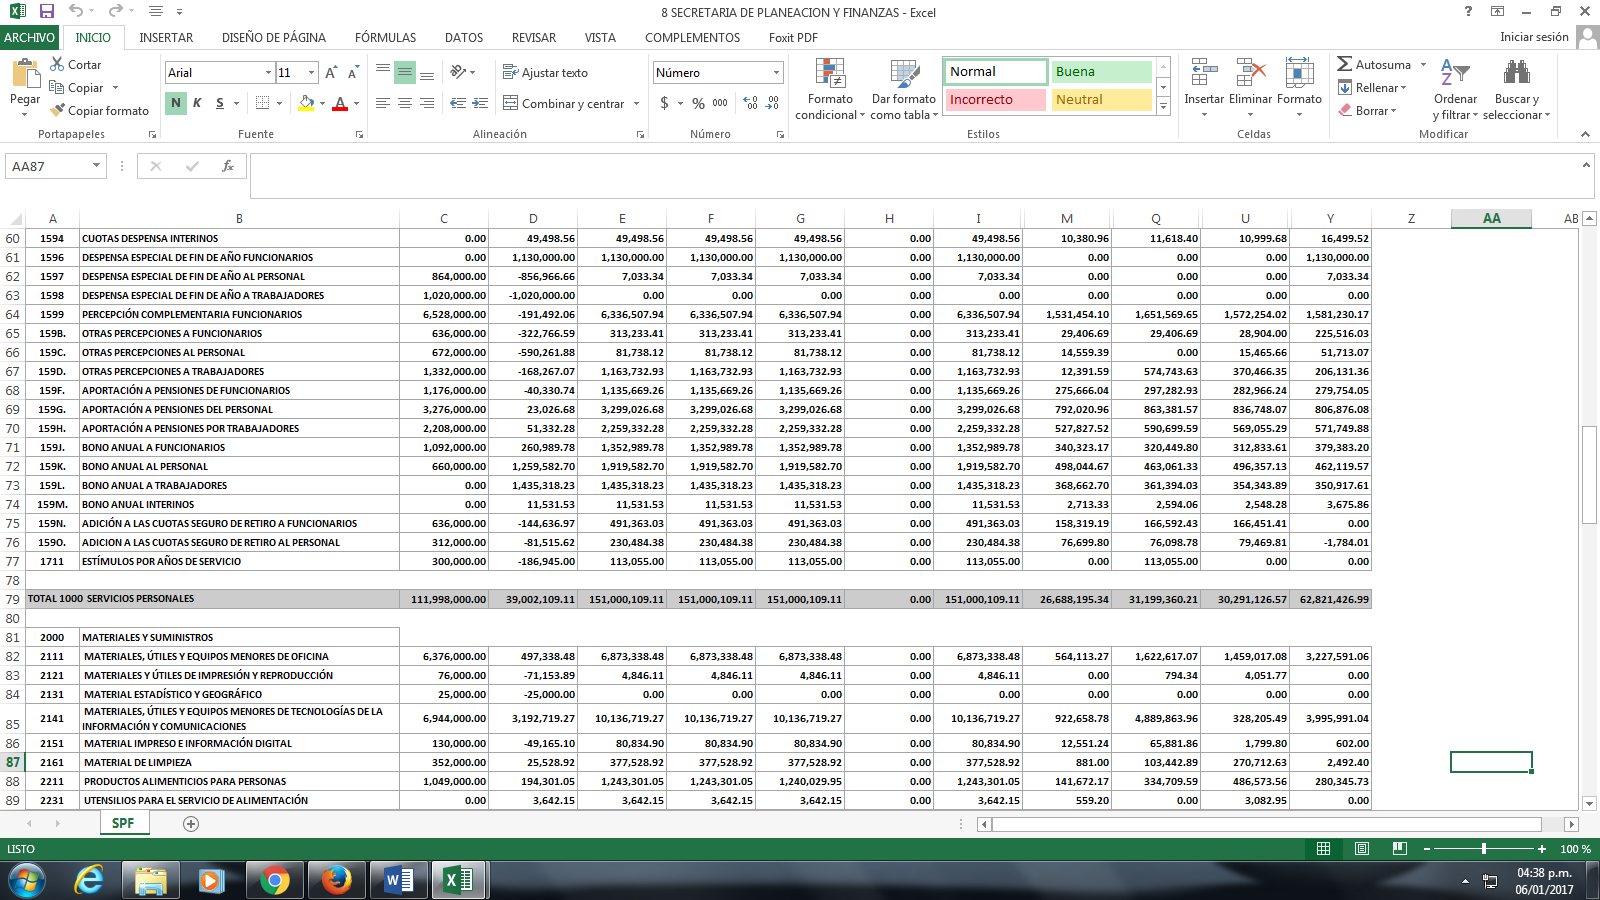 8 SECRETARIA DE PLANEACION Y FINANZAS - Excel
ARCHIVO INICIO INSERTAR DISEÑO DE PÁGINA FÓRMULAS DATOS REVISAR VISTA COMPLEMENTOS Foxit PDF Iniciar sesión
Pegar Cortar Copiar Copiar formato
Arial 11 N K S
Ajustar texto Combinar y centrar
Número $ % 000
Formato condicional Dar formato como tabla
Normal Buena Incorrecto Neutral
Insertar Eliminar Formato
Autosuma Rellenar Borrar Ordenar y filtrar Buscar y seleccionar
Portapapeles Fuente Alineación Número Estilos Celdas Modificar
AA87 fx
A B C D E F G H I M Q U Y Z AA AB
60 1594 CUOTAS DESPENSA INTERINOS 0.00 49,498.56 49,498.56 49,498.56 49,498.56 0.00 49,498.56 10,380.96 11,618.40 10,999.68 16,499.52
61 1596 DESPENSA ESPECIAL DE FIN DE AÑO FUNCIONARIOS 0.00 1,130,000.00 1,130,000.00 1,130,000.00 1,130,000.00 0.00 1,130,000.00 0.00 0.00 0.00 1,130,000.00
62 1597 DESPENSA ESPECIAL DE FIN DE AÑO AL PERSONAL 864,000.00 -856,966.66 7,033.34 7,033.34 7,033.34 0.00 7,033.34 0.00 0.00 0.00 7,033.34
63 1598 DESPENSA ESPECIAL DE FIN DE AÑO A TRABAJADORES 1,020,000.00 -1,020,000.00 0.00 0.00 0.00 0.00 0.00 0.00 0.00 0.00 0.00
64 1599 PERCEPCIÓN COMPLEMENTARIA FUNCIONARIOS 6,528,000.00 -191,492.06 6,336,507.94 6,336,507.94 6,336,507.94 0.00 6,336,507.94 1,531,454.10 1,651,569.65 1,572,254.02 1,581,230.17
65 159B. OTRAS PERCEPCIONES A FUNCIONARIOS 636,000.00 -322,766.59 313,233.41 313,233.41 313,233.41 0.00 313,233.41 29,406.69 29,406.69 28,904.00 225,516.03
66 159C. OTRAS PERCEPCIONES AL PERSONAL 672,000.00 -590,261.88 81,738.12 81,738.12 81,738.12 0.00 81,738.12 14,559.39 0.00 15,465.66 51,713.07
67 159D. OTRAS PERCEPCIONES A TRABAJADORES 1,332,000.00 -168,267.07 1,163,732.93 1,163,732.93 1,163,732.93 0.00 1,163,732.93 12,391.59 574,743.63 370,466.35 206,131.36
68 159F. APORTACIÓN A PENSIONES DE FUNCIONARIOS 1,176,000.00 -40,330.74 1,135,669.26 1,135,669.26 1,135,669.26 0.00 1,135,669.26 275,666.04 297,282.93 282,966.24 279,754.05
69 159G. APORTACIÓN A PENSIONES DEL PERSONAL 3,276,000.00 23,026.68 3,299,026.68 3,299,026.68 3,299,026.68 0.00 3,299,026.68 792,020.96 863,381.57 836,748.07 806,876.08
70 159H. APORTACIÓN A PENSIONES POR TRABAJADORES 2,208,000.00 51,332.28 2,259,332.28 2,259,332.28 2,259,332.28 0.00 2,259,332.28 527,827.52 590,699.59 569,055.29 571,749.88
71 159J. BONO ANUAL A FUNCIONARIOS 1,092,000.00 260,989.78 1,352,989.78 1,352,989.78 1,352,989.78 0.00 1,352,989.78 340,323.17 320,449.80 312,833.61 379,383.20
72 159K. BONO ANUAL AL PERSONAL 660,000.00 1,259,582.70 1,919,582.70 1,919,582.70 1,919,582.70 0.00 1,919,582.70 498,044.67 463,061.33 496,357.13 462,119.57
73 159L. BONO ANUAL A TRABAJADORES 0.00 1,435,318.23 1,435,318.23 1,435,318.23 1,435,318.23 0.00 1,435,318.23 368,662.70 361,394.03 354,343.89 350,917.61
74 159M. BONO ANUAL INTERINOS 0.00 11,531.53 11,531.53 11,531.53 11,531.53 0.00 11,531.53 2,713.33 2,594.06 2,548.28 3,675.86
75 159N. ADICIÓN A LAS CUOTAS SEGURO DE RETIRO A FUNCIONARIOS 636,000.00 -144,636.97 491,363.03 491,363.03 491,363.03 0.00 491,363.03 158,319.19 166,592.43 166,451.41 0.00
76 159O. ADICION A LAS CUOTAS SEGURO DE RETIRO AL PERSONAL 312,000.00 -81,515.62 230,484.38 230,484.38 230,484.38 0.00 230,484.38 76,699.80 76,098.78 79,469.81 -1,784.01
77 1711 ESTÍMULOS POR AÑOS DE SERVICIO 300,000.00 -186,945.00 113,055.00 113,055.00 113,055.00 0.00 113,055.00 0.00 113,055.00 0.00 0.00
78
79 TOTAL 1000 SERVICIOS PERSONALES 111,998,000.00 39,002,109.11 151,000,109.11 151,000,109.11 151,000,109.11 0.00 151,000,109.11 26,688,195.34 31,199,360.21 30,291,126.57 62,821,426.99
80
81 2000 MATERIALES Y SUMINISTROS
82 2111 MATERIALES, ÚTILES Y EQUIPOS MENORES DE OFICINA 6,376,000.00 497,338.48 6,873,338.48 6,873,338.48 6,873,338.48 0.00 6,873,338.48 564,113.27 1,622,617.07 1,459,017.08 3,227,591.06
83 2121 MATERIALES Y ÚTILES DE IMPRESIÓN Y REPRODUCCIÓN 76,000.00 -71,153.89 4,846.11 4,846.11 4,846.11 0.00 4,846.11 0.00 794.34 4,051.77 0.00
84 2131 MATERIAL ESTADÍSTICO Y GEOGRÁFICO 25,000.00 -25,000.00 0.00 0.00 0.00 0.00 0.00 0.00 0.00 0.00 0.00
85 2141 MATERIALES, ÚTILES Y EQUIPOS MENORES DE TECNOLOGÍAS DE LA
INFORMACIÓN Y COMUNICACIONES 6,944,000.00 3,192,719.27 10,136,719.27 10,136,719.27 10,136,719.27 0.00 10,136,719.27 922,658.78 4,889,863.96 328,205.49 3,995,991.04
86 2151 MATERIAL IMPRESO E INFORMACIÓN DIGITAL 130,000.00 -49,165.10 80,834.90 80,834.90 80,834.90 0.00 80,834.90 12,551.24 65,881.86 1,799.80 602.00
87 2161 MATERIAL DE LIMPIEZA 352,000.00 25,528.92 377,528.92 377,528.92 377,528.92 0.00 377,528.92 881.00 103,442.89 270,712.63 2,492.40
88 2211 PRODUCTOS ALIMENTICIOS PARA PERSONAS 1,049,000.00 194,301.05 1,243,301.05 1,243,301.05 1,240,029.95 0.00 1,243,301.05 141,672.17 334,709.59 486,573.56 280,345.73
89 2231 UTENSILIOS PARA EL SERVICIO DE ALIMENTACIÓN 0.00 3,642.15 3,642.15 3,642.15 3,642.15 0.00 3,642.15 559.20 0.00 3,082.95 0.00
SPF
LISTO 100 %
04:38 p.m.
06/01/2017